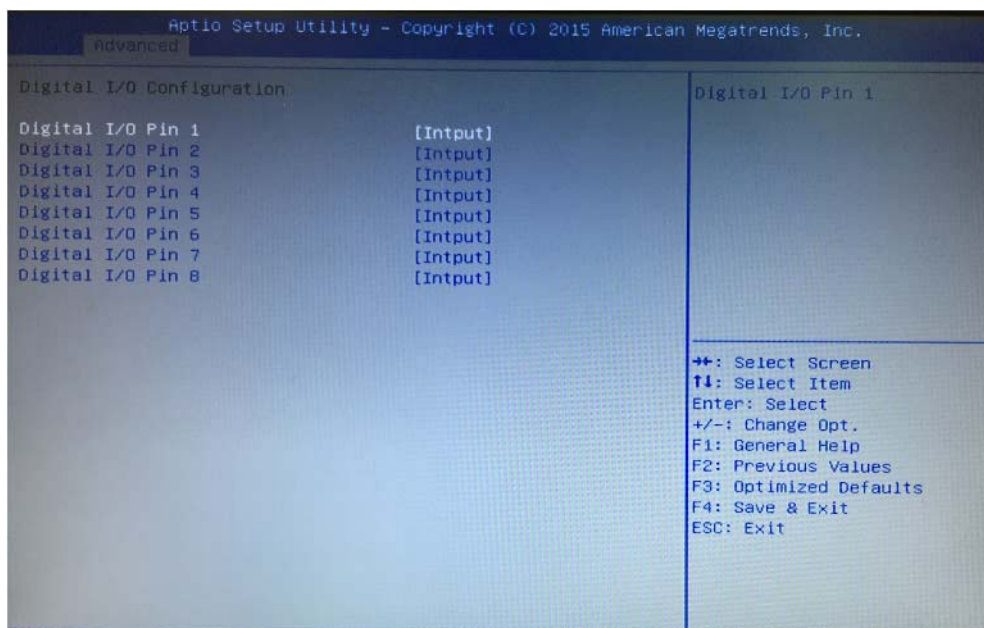 Aptio Setup Utility – Copyright (C) 2015 American Megatrends, Inc.
Advanced
Digital I/O Configuration
Digital I/O Pin 1 [Intput]
Digital I/O Pin 2 [Intput]
Digital I/O Pin 3 [Intput]
Digital I/O Pin 4 [Intput]
Digital I/O Pin 5 [Intput]
Digital I/O Pin 6 [Intput]
Digital I/O Pin 7 [Intput]
Digital I/O Pin 8 [Intput]
Digital I/O Pin 1
→←: Select Screen
↑↓: Select Item
Enter: Select
+/-: Change Opt.
F1: General Help
F2: Previous Values
F3: Optimized Defaults
F4: Save & Exit
ESC: Exit